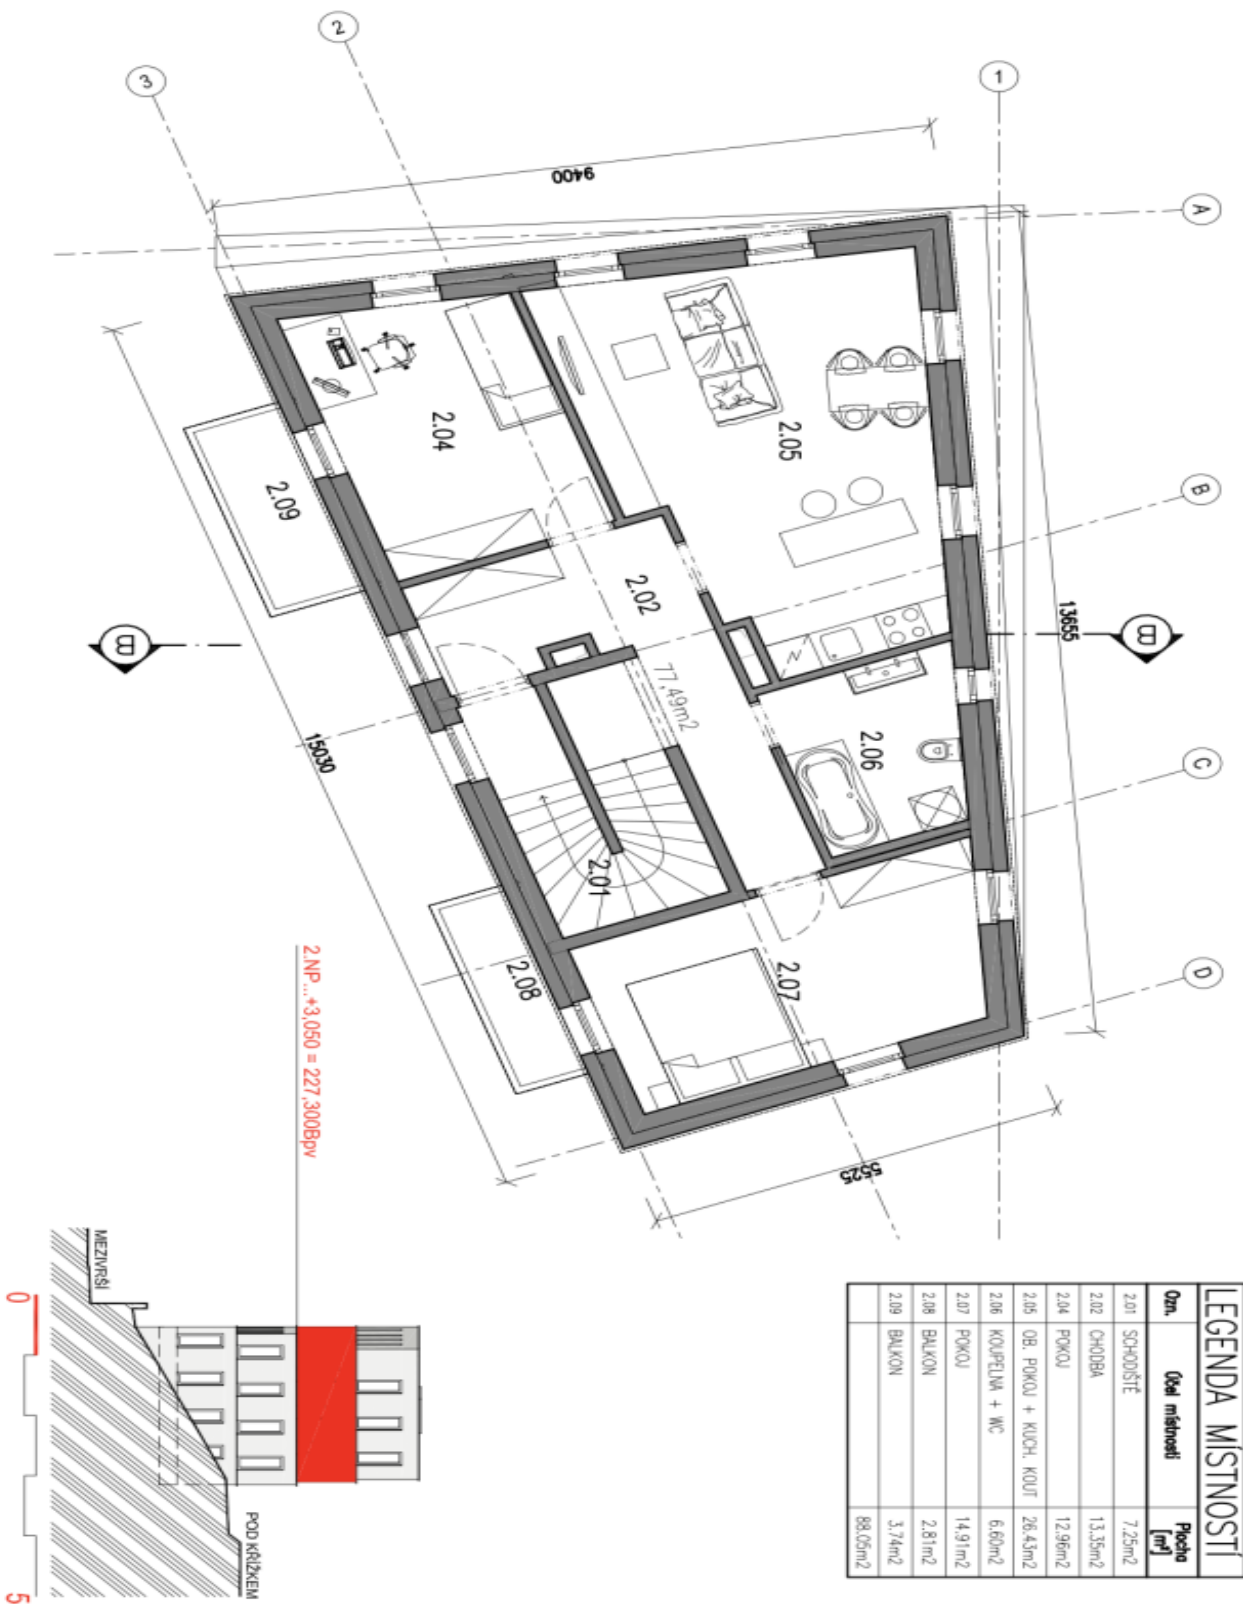 3
2
1
A
B
C
D
9400
13655
15030
5525
B
B
2.04
2.05
2.09
2.02
77,49m2
2.06
2.01
2.07
2.08
2.NP...+3,050 = 227,300Bpv
MEZIVRŠÍ
POD KŘÍŽKEM
0
5
LEGENDA MÍSTNOSTÍ
Ozn. Účel místnosti Plocha [m²]
2.01 SCHODIŠTĚ 7.25m2
2.02 CHODBA 13.35m2
2.04 POKOJ 12.96m2
2.05 OB. POKOJ + KUCH. KOUT 26.43m2
2.06 KOUPELNA + WC 6.60m2
2.07 POKOJ 14.91m2
2.08 BALKON 2.81m2
2.09 BALKON 3.74m2
88.05m2